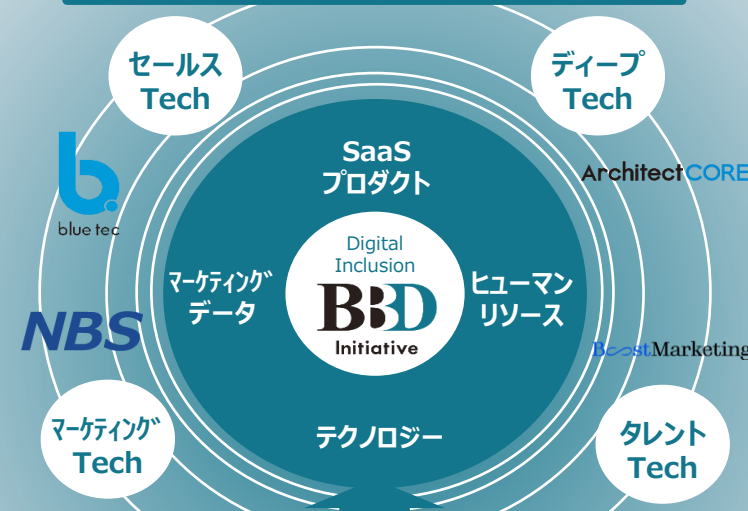 セールス
Tech
ディープ
Tech
SaaS
プロダクト
blue tec
ArchitectCORE
マーケティング
データ
Digital
Inclusion
BBD
Initiative
ヒューマン
リソース
NBS
BoostMarketing
マーケティング
Tech
テクノロジー
タレント
Tech